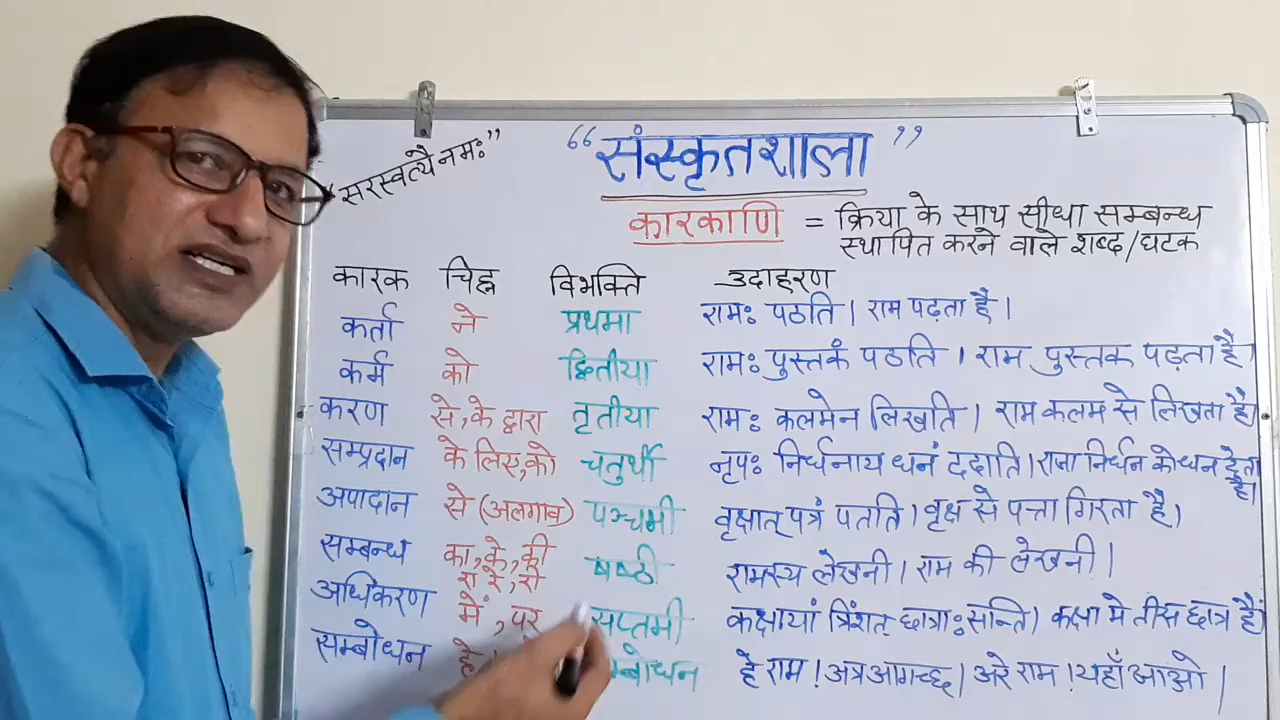 "सरस्वत्यै नमः"
"संस्कृतशाला"
कारकाणि = क्रिया के साथ सीधा सम्बन्ध
स्थापित करने वाले शब्द/घटक
कारक चिह्न विभक्ति उदाहरण
कर्ता ने प्रथमा रामः पठति । राम पढ़ता है ।
कर्म को द्वितीया रामः पुस्तकं पठति । राम पुस्तक पढ़ता है ।
करण से, के द्वारा तृतीया रामः कलमेन लिखति । राम कलम से लिखता है ।
सम्प्रदान के लिए, को चतुर्थी नृपः निर्धनाय धनं ददाति । राजा निर्धन को धन देता
है ।
अपादान से (अलगाव) पञ्चमी वृक्षात् पत्रं पतति । वृक्ष से पत्ता गिरता है ।
सम्बन्ध का, के, की षष्ठी रामस्य लेखनी । राम की लेखनी ।
रा रे, री
अधिकरण में, पर सप्तमी कक्षायां त्रिंशत् छात्राः सन्ति । कक्षा मे तीस छात्र हैं ।
सम्बोधन हे म्बोधन हे राम ! अत्र आगच्छ । अरे राम ! यहाँ आओ ।